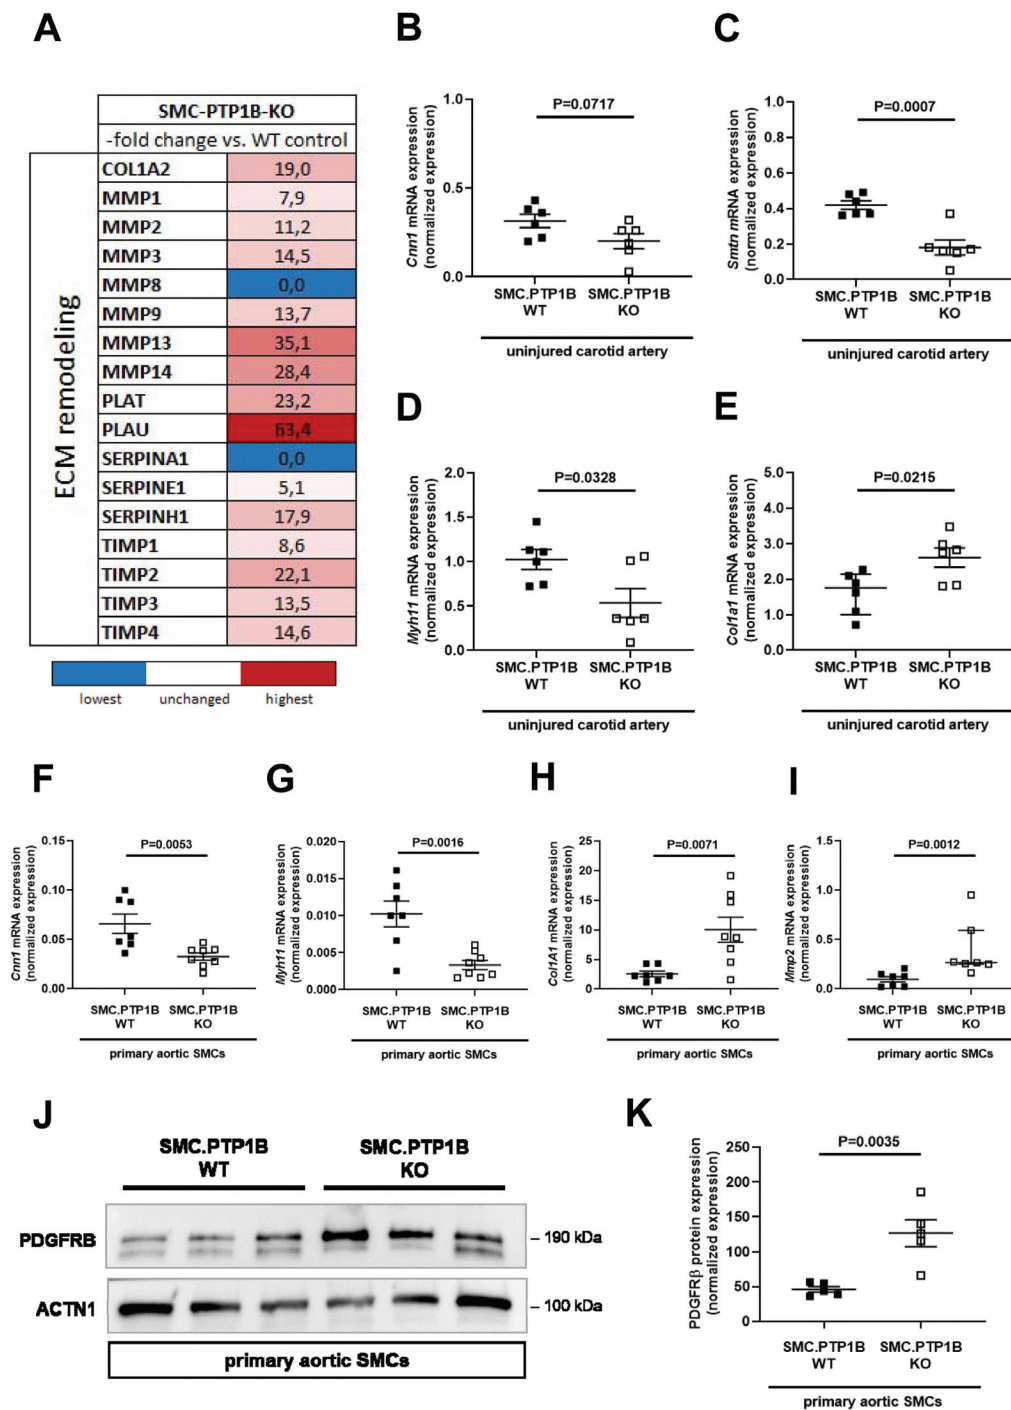 A
SMC-PTP1B-KO
-fold change vs. WT control
ECM remodeling
COL1A2 19,0
MMP1 7,9
MMP2 11,2
MMP3 14,5
MMP8 0,0
MMP9 13,7
MMP13 35,1
MMP14 28,4
PLAT 23,2
PLAU 63,4
SERPINA1 0,0
SERPINE1 5,1
SERPINH1 17,9
TIMP1 8,6
TIMP2 22,1
TIMP3 13,5
TIMP4 14,6
lowest unchanged highest
B
Cnn1 mRNA expression
(normalized expression)
1.0
0.5
0.0
P=0.0717
SMC.PTP1B SMC.PTP1B
WT KO
uninjured carotid artery
C
Smtn mRNA expression
(normalized expression)
1.0
0.8
0.6
0.4
0.2
0.0
P=0.0007
SMC.PTP1B SMC.PTP1B
WT KO
uninjured carotid artery
D
Myh11 mRNA expression
(normalized expression)
2.0
1.5
1.0
0.5
0.0
P=0.0328
SMC.PTP1B SMC.PTP1B
WT KO
uninjured carotid artery
E
Col1a1 mRNA expression
(normalized expression)
5.0
4.0
3.0
2.0
1.0
0.0
P=0.0215
SMC.PTP1B SMC.PTP1B
WT KO
uninjured carotid artery
F
Cnn1 mRNA expression
(normalized expression)
0.15
0.10
0.05
0.00
P=0.0053
SMC.PTP1B SMC.PTP1B
WT KO
primary aortic SMCs
G
Myh11 mRNA expression
(normalized expression)
0.020
0.015
0.010
0.005
0.000
P=0.0016
SMC.PTP1B SMC.PTP1B
WT KO
primary aortic SMCs
H
Col1A1 mRNA expression
(normalized expression)
25
20
15
10
5
0
P=0.0071
SMC.PTP1B SMC.PTP1B
WT KO
primary aortic SMCs
I
Mmp2 mRNA expression
(normalized expression)
1.5
1.0
0.5
0.0
P=0.0012
SMC.PTP1B SMC.PTP1B
WT KO
primary aortic SMCs
J
SMC.PTP1B SMC.PTP1B
WT KO
PDGFRB – 190 kDa
ACTN1 – 100 kDa
primary aortic SMCs
K
PDGFRβ protein expression
(normalized expression)
250
200
150
100
50
0
P=0.0035
SMC.PTP1B SMC.PTP1B
WT KO
primary aortic SMCs